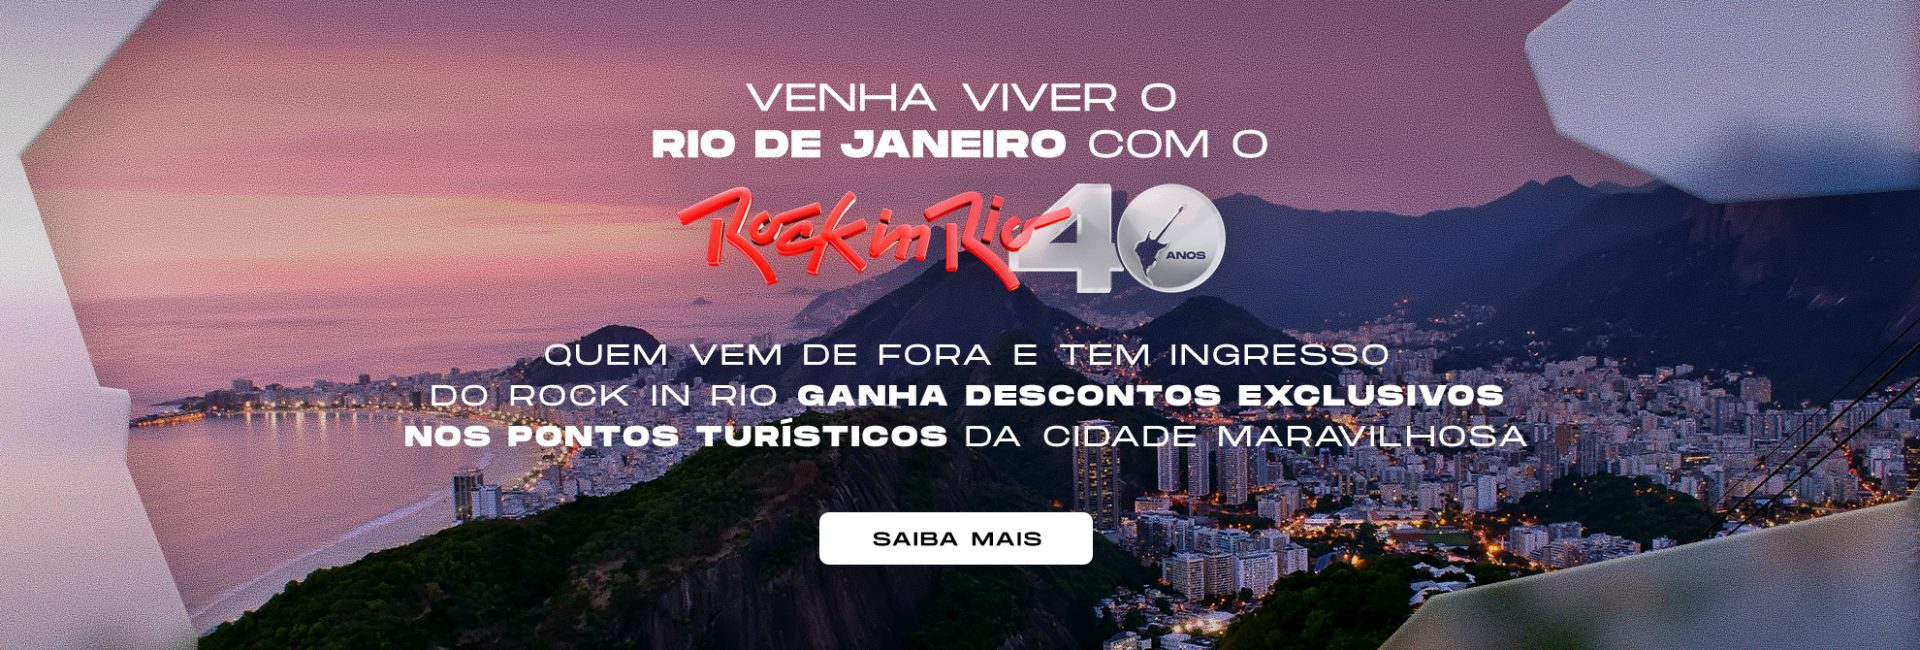 VENHA VIVER O
RIO DE JANEIRO COM O
Rock in Rio 40
ANOS
QUEM VEM DE FORA E TEM INGRESSO
DO ROCK IN RIO GANHA DESCONTOS EXCLUSIVOS
NOS PONTOS TURÍSTICOS DA CIDADE MARAVILHOSA
SAIBA MAIS